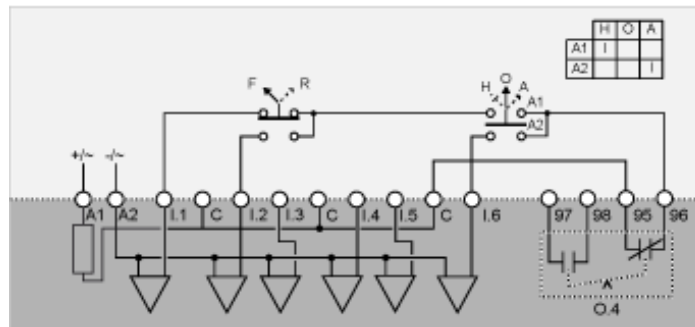 H O A
A1 I
A2 I
F R
H O A
A1
A2
+/~ -/~
A1 A2 I.1 C I.2 I.3 C I.4 I.5 C I.6 97 98 95 96
O.4